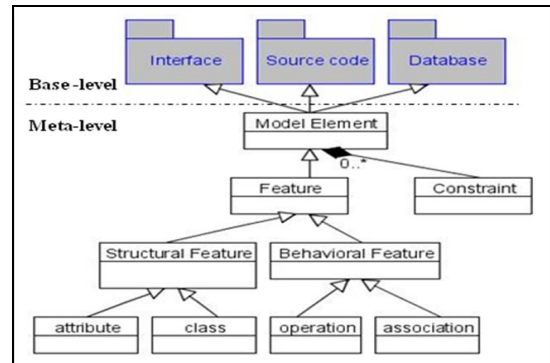 Interface
Source code
Database
Base-level
Meta-level
Model Element
0..*
Feature
Constraint
Structural Feature
Behavioral Feature
attribute
class
operation
association